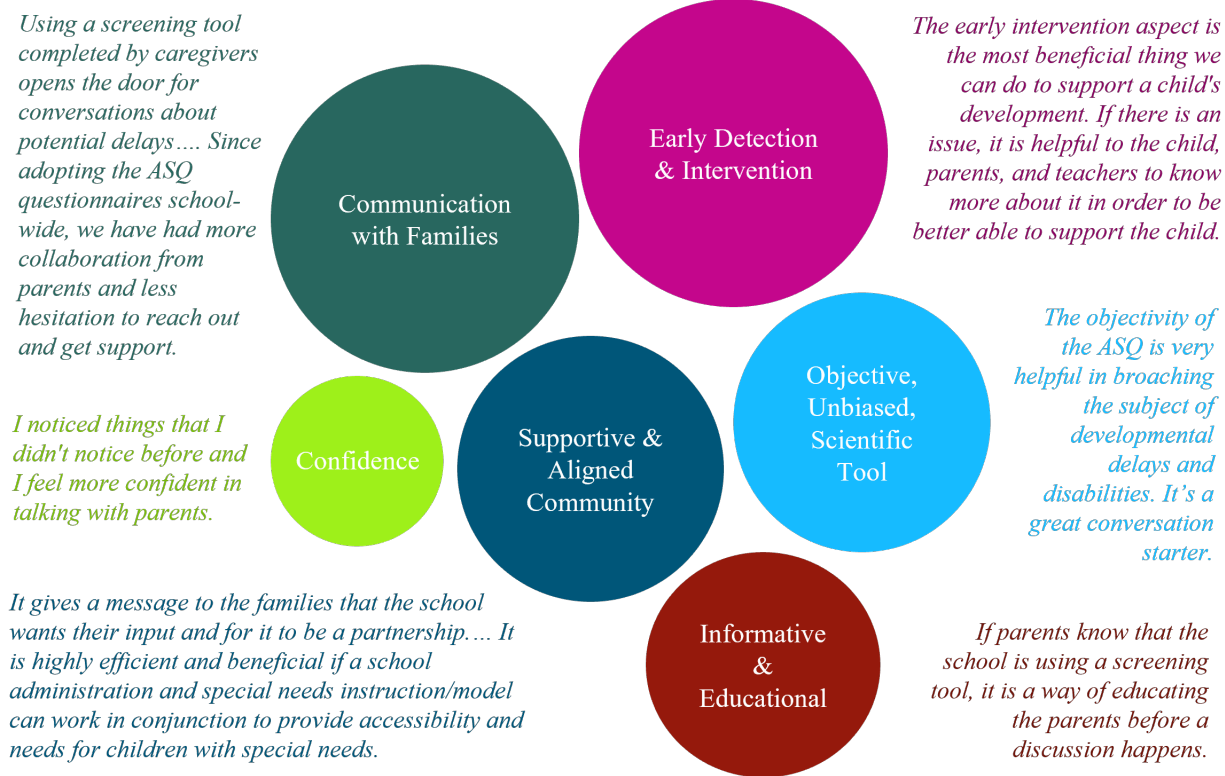 Using a screening tool
completed by caregivers
opens the door for
conversations about
potential delays…. Since
adopting the ASQ
questionnaires school-
wide, we have had more
collaboration from
parents and less
hesitation to reach out
and get support.
Communication
with Families
Early Detection
& Intervention
The early intervention aspect is
the most beneficial thing we
can do to support a child's
development. If there is an
issue, it is helpful to the child,
parents, and teachers to know
more about it in order to be
better able to support the child.
I noticed things that I
didn't notice before and
I feel more confident in
talking with parents.
Confidence
Supportive &
Aligned
Community
Objective,
Unbiased,
Scientific
Tool
The objectivity of
the ASQ is very
helpful in broaching
the subject of
developmental
delays and
disabilities. It’s a
great conversation
starter.
It gives a message to the families that the school
wants their input and for it to be a partnership.… It
is highly efficient and beneficial if a school
administration and special needs instruction/model
can work in conjunction to provide accessibility and
needs for children with special needs.
Informative
&
Educational
If parents know that the
school is using a screening
tool, it is a way of educating
the parents before a
discussion happens.